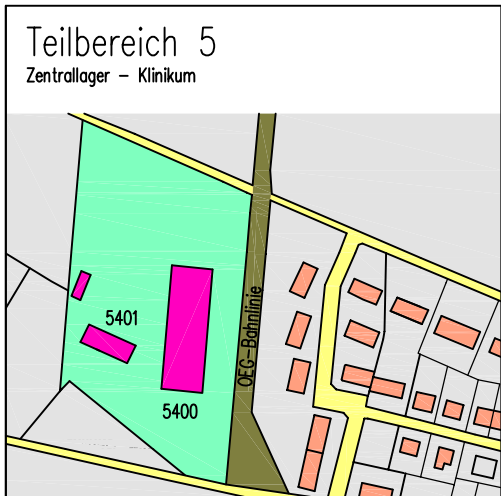 Teilbereich 5
Zentrallager – Klinikum
OEG-Bahnlinie
5401
5400